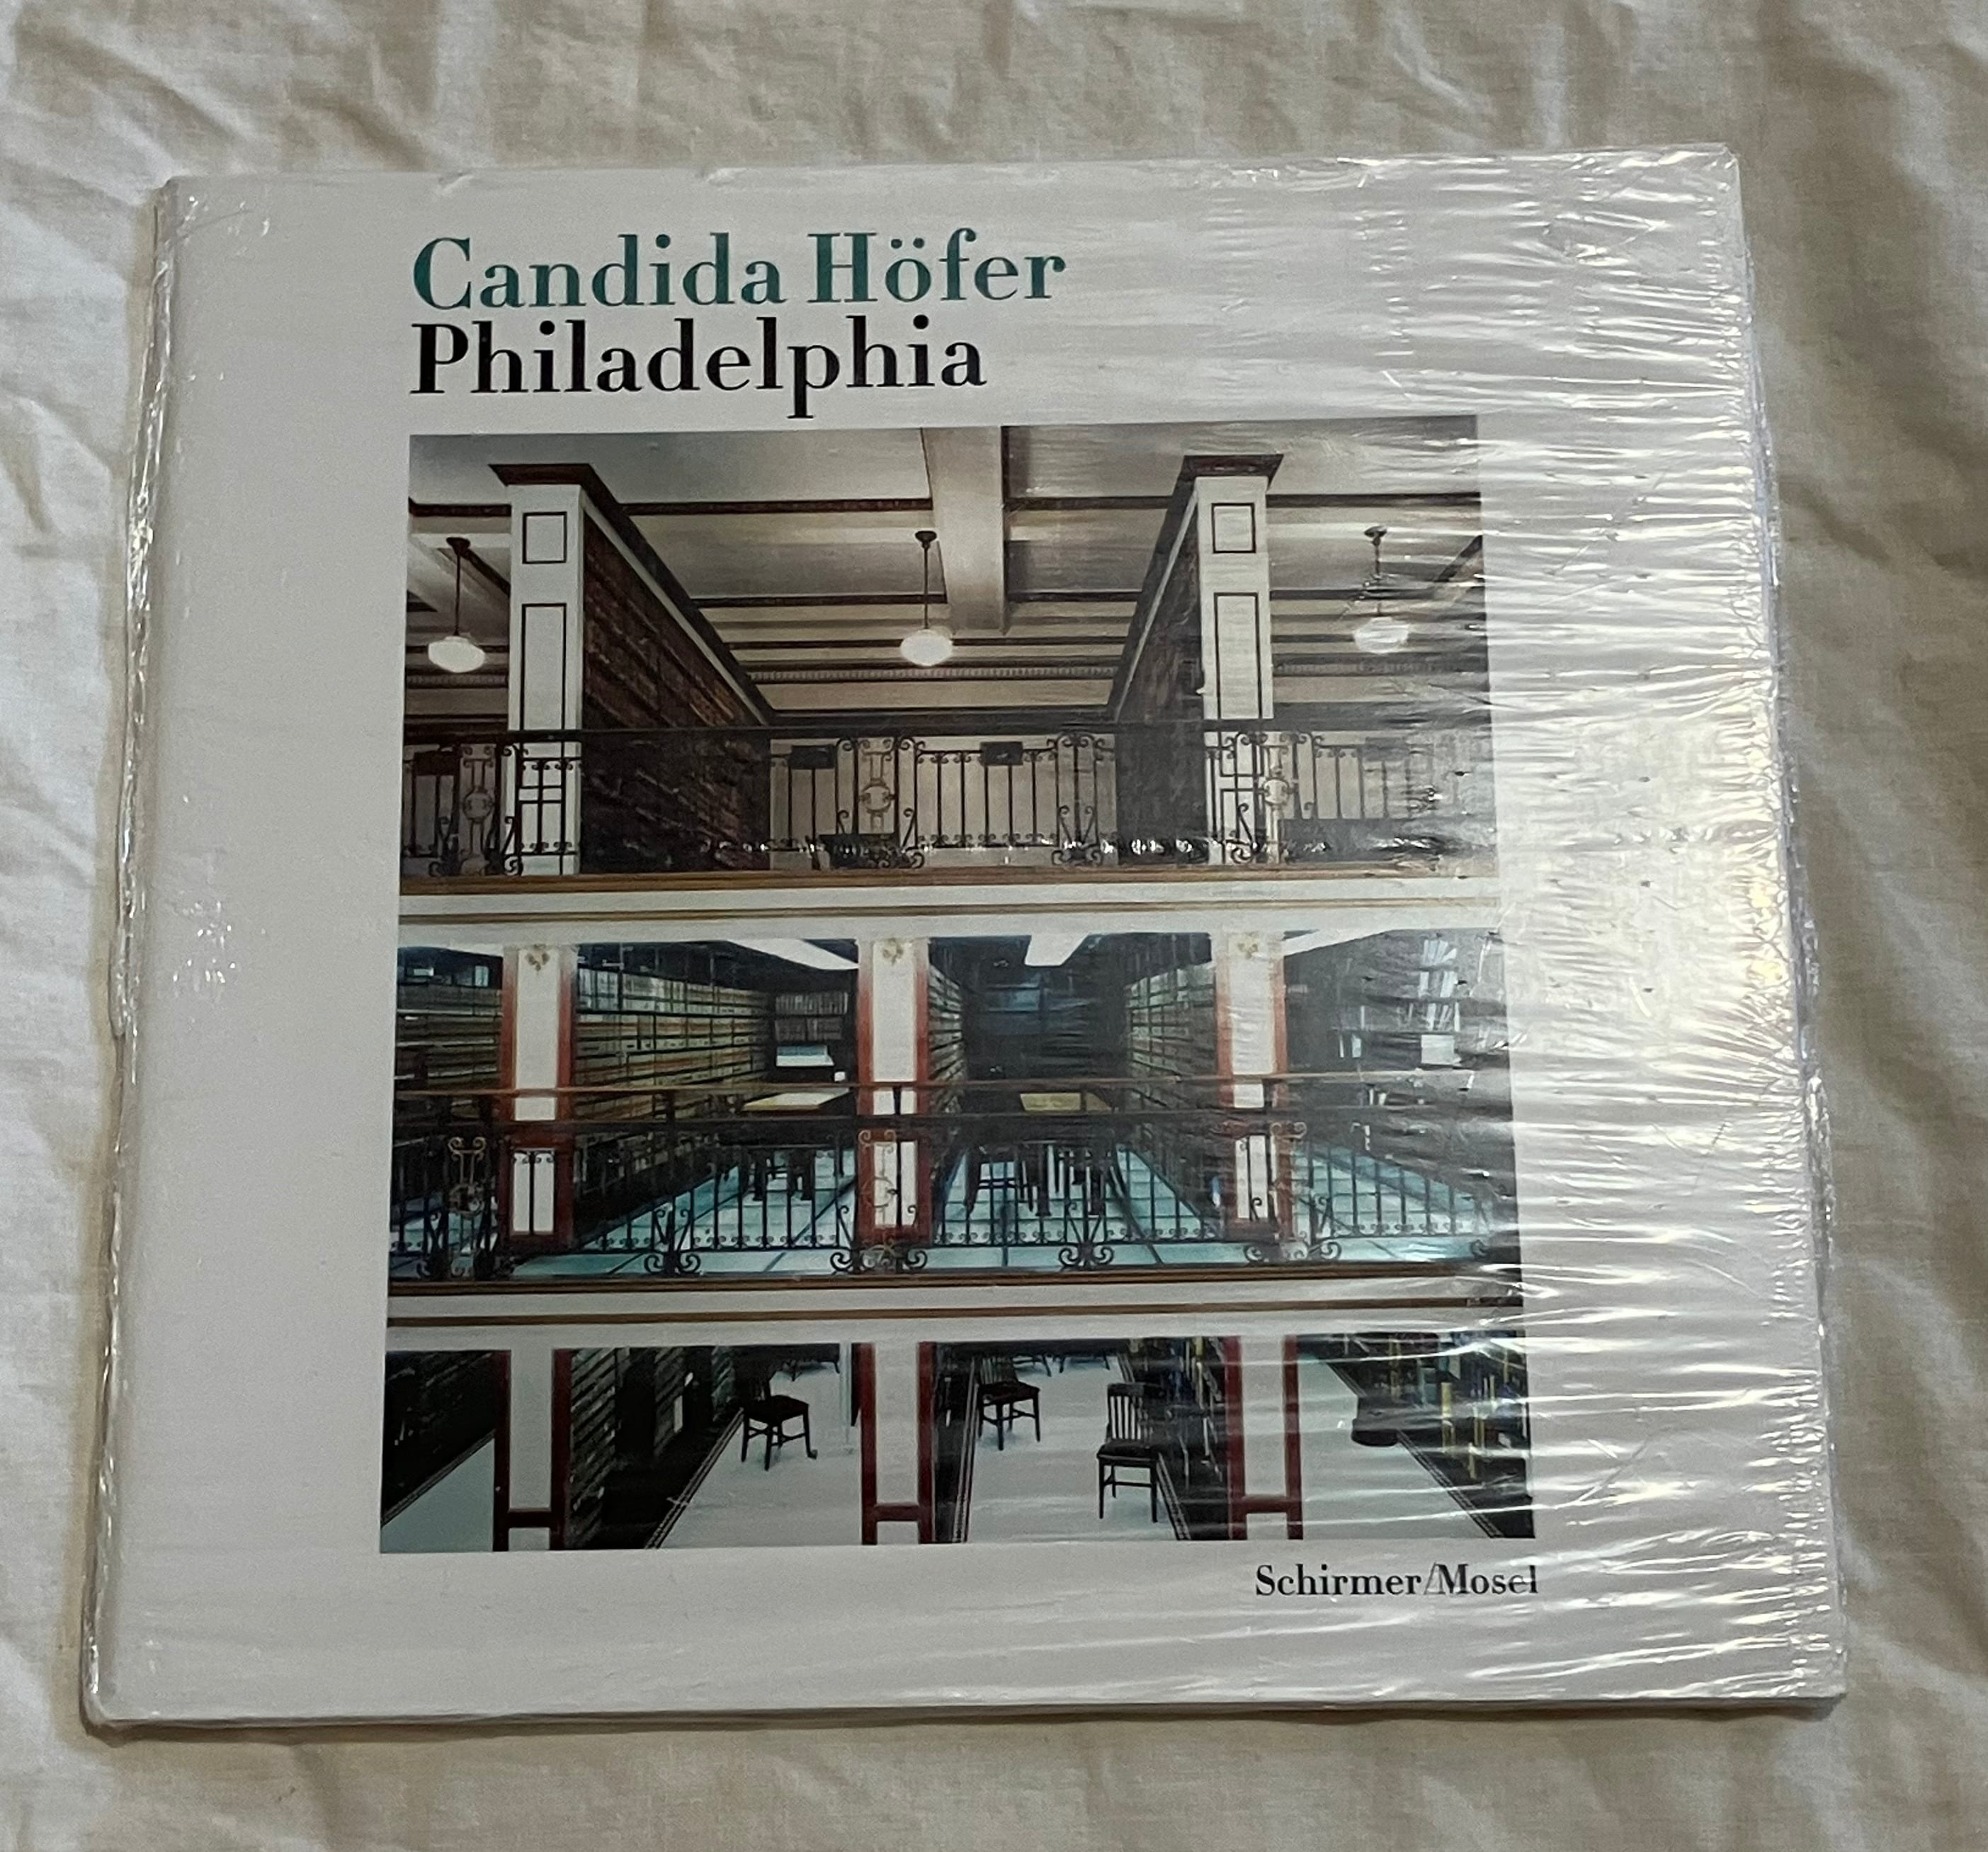 Candida Höfer
Philadelphia
Schirmer/Mosel